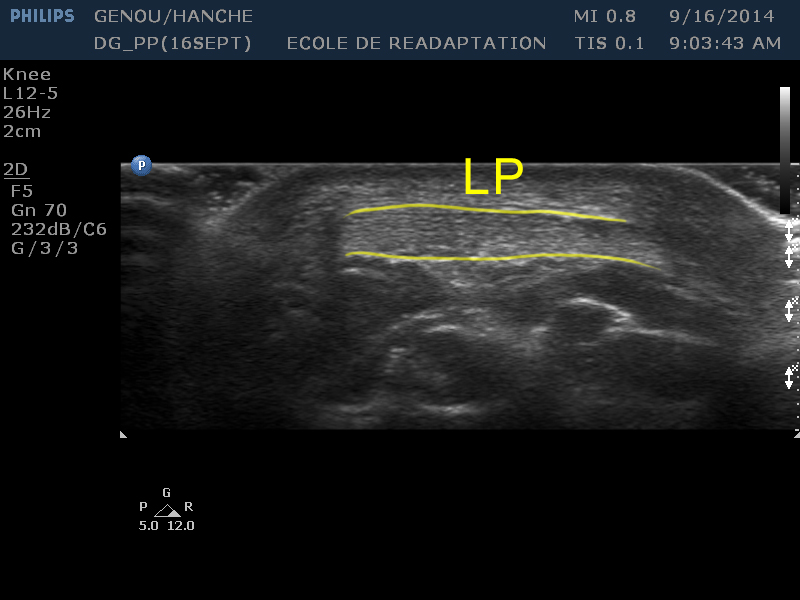 PHILIPS GENOU/HANCHE MI 0.8 9/16/2014
DG_PP(16SEPT) ECOLE DE READAPTATION TIS 0.1 9:03:43 AM
Knee
L12-5
26Hz
2cm
2D
F5
Gn 70
232dB/C6
G/3/3
P
LP
G
P R
5.0 12.0